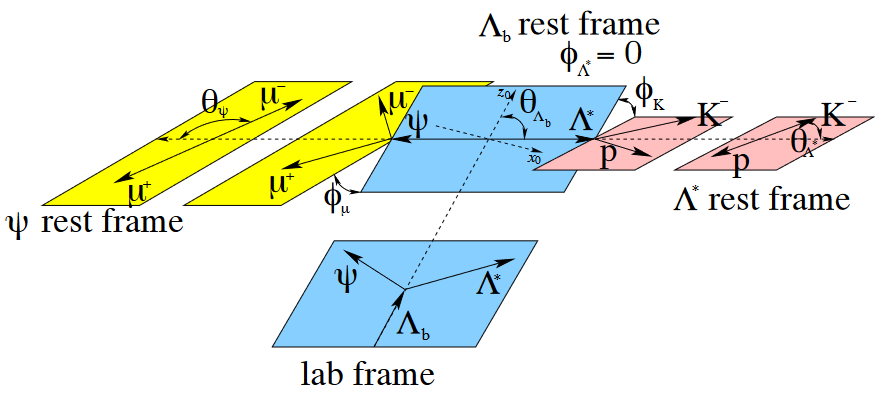 Λb rest frame
ϕΛ* = 0
θψ
μ−
μ+
ψ rest frame
μ−
μ+
ϕμ
ψ
z0
θΛb
x0
Λ*
ϕK
K−
p
K−
θΛ*
p
Λ* rest frame
ψ
Λ*
Λb
lab frame